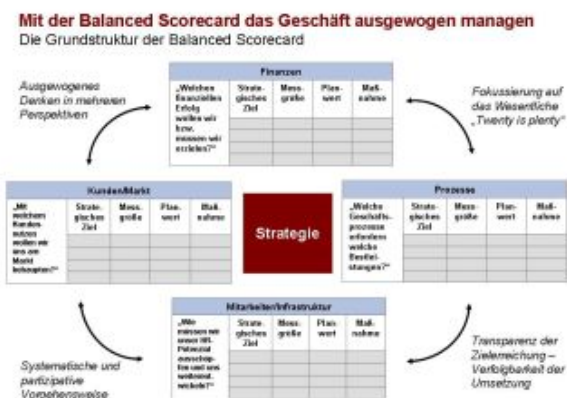 Mit der Balanced Scorecard das Geschäft ausgewogen managen
Die Grundstruktur der Balanced Scorecard
Ausgewogenes
Denken in mehreren
Perspektiven
Finanzen
„Welchen
finanziellen
Erfolg
wollen wir
bzw.
müssen wir
erzielen?“
Strate-
gisches
Ziel
Mess-
größe
Plan-
wert
Maß-
nahme
Fokussierung auf
das Wesentliche
„Twenty is plenty“
Kunden/Markt
„Mit
welchem
Kunden-
nutzen
wollen wir
uns am
Markt
behaupten?“
Strate-
gisches
Ziel
Mess-
größe
Plan-
wert
Maß-
nahme
Strategie
Prozesse
„Welche
Geschäfts-
prozesse
erfordern
welche
Bestlei-
stungen?“
Strate-
gisches
Ziel
Mess-
größe
Plan-
wert
Maß-
nahme
Mitarbeiter/Infrastruktur
„Wie
müssen wir
unser HR-
Potenzial
ausschöp-
fen und uns
weiterent-
wickeln?“
Strate-
gisches
Ziel
Mess-
größe
Plan-
wert
Maß-
nahme
Systematische und
partizipative
Vorgehensweise
Transparenz der
Zielerreichung –
Verfolgbarkeit der
Umsetzung